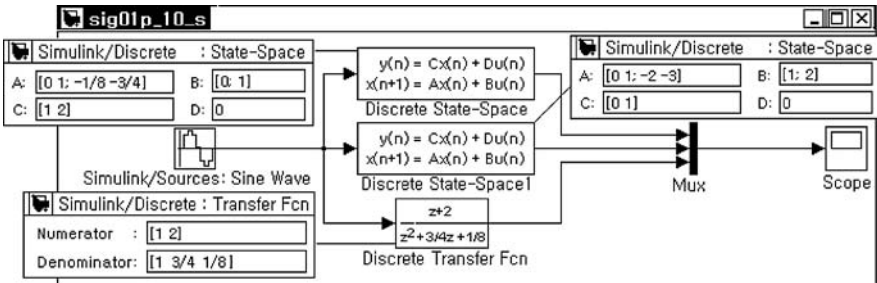 sig01p_10_s
Simulink/Discrete : State-Space
A: [0 1; -1/8 -3/4] B: [0; 1]
C: [1 2] D: 0
y(n) = Cx(n) + Du(n)
x(n+1) = Ax(n) + Bu(n)
Discrete State-Space
Simulink/Discrete : State-Space
A: [0 1; -2 -3] B: [1; 2]
C: [0 1] D: 0
Simulink/Sources: Sine Wave
y(n) = Cx(n) + Du(n)
x(n+1) = Ax(n) + Bu(n)
Discrete State-Space1
Mux
Scope
Simulink/Discrete : Transfer Fcn
Numerator : [1 2]
Denominator: [1 3/4 1/8]
z+2
z²+3/4z+1/8
Discrete Transfer Fcn